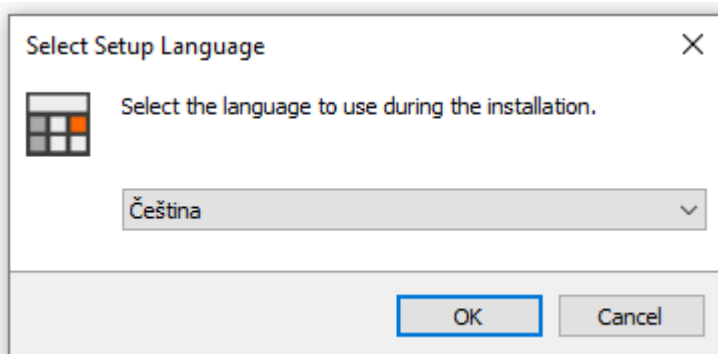 Select Setup Language
Select the language to use during the installation.
Čeština
OK
Cancel